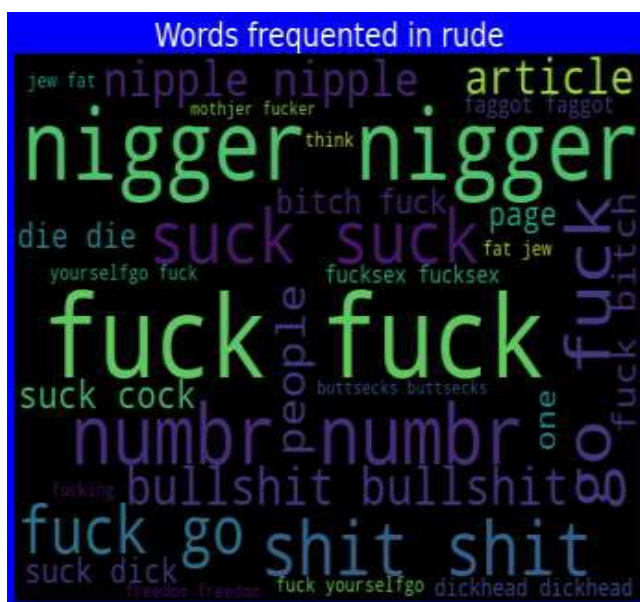 Words frequented in rude
jew fat
nipple nipple
article
mothjer fucker
faggot faggot
nigger nigger
think
bitch fuck
page
die die
suck suck
fat jew
go fuck
fuck bitch
yourselfgo fuck
fucksex fucksex
fuck fuck
people
suck cock
buttsecks buttsecks
one
numbr numbr
fucking
bullshit bullshit
fuck go
shit shit
suck dick
freedom freedom
fuck yourselfgo
dickhead dickhead